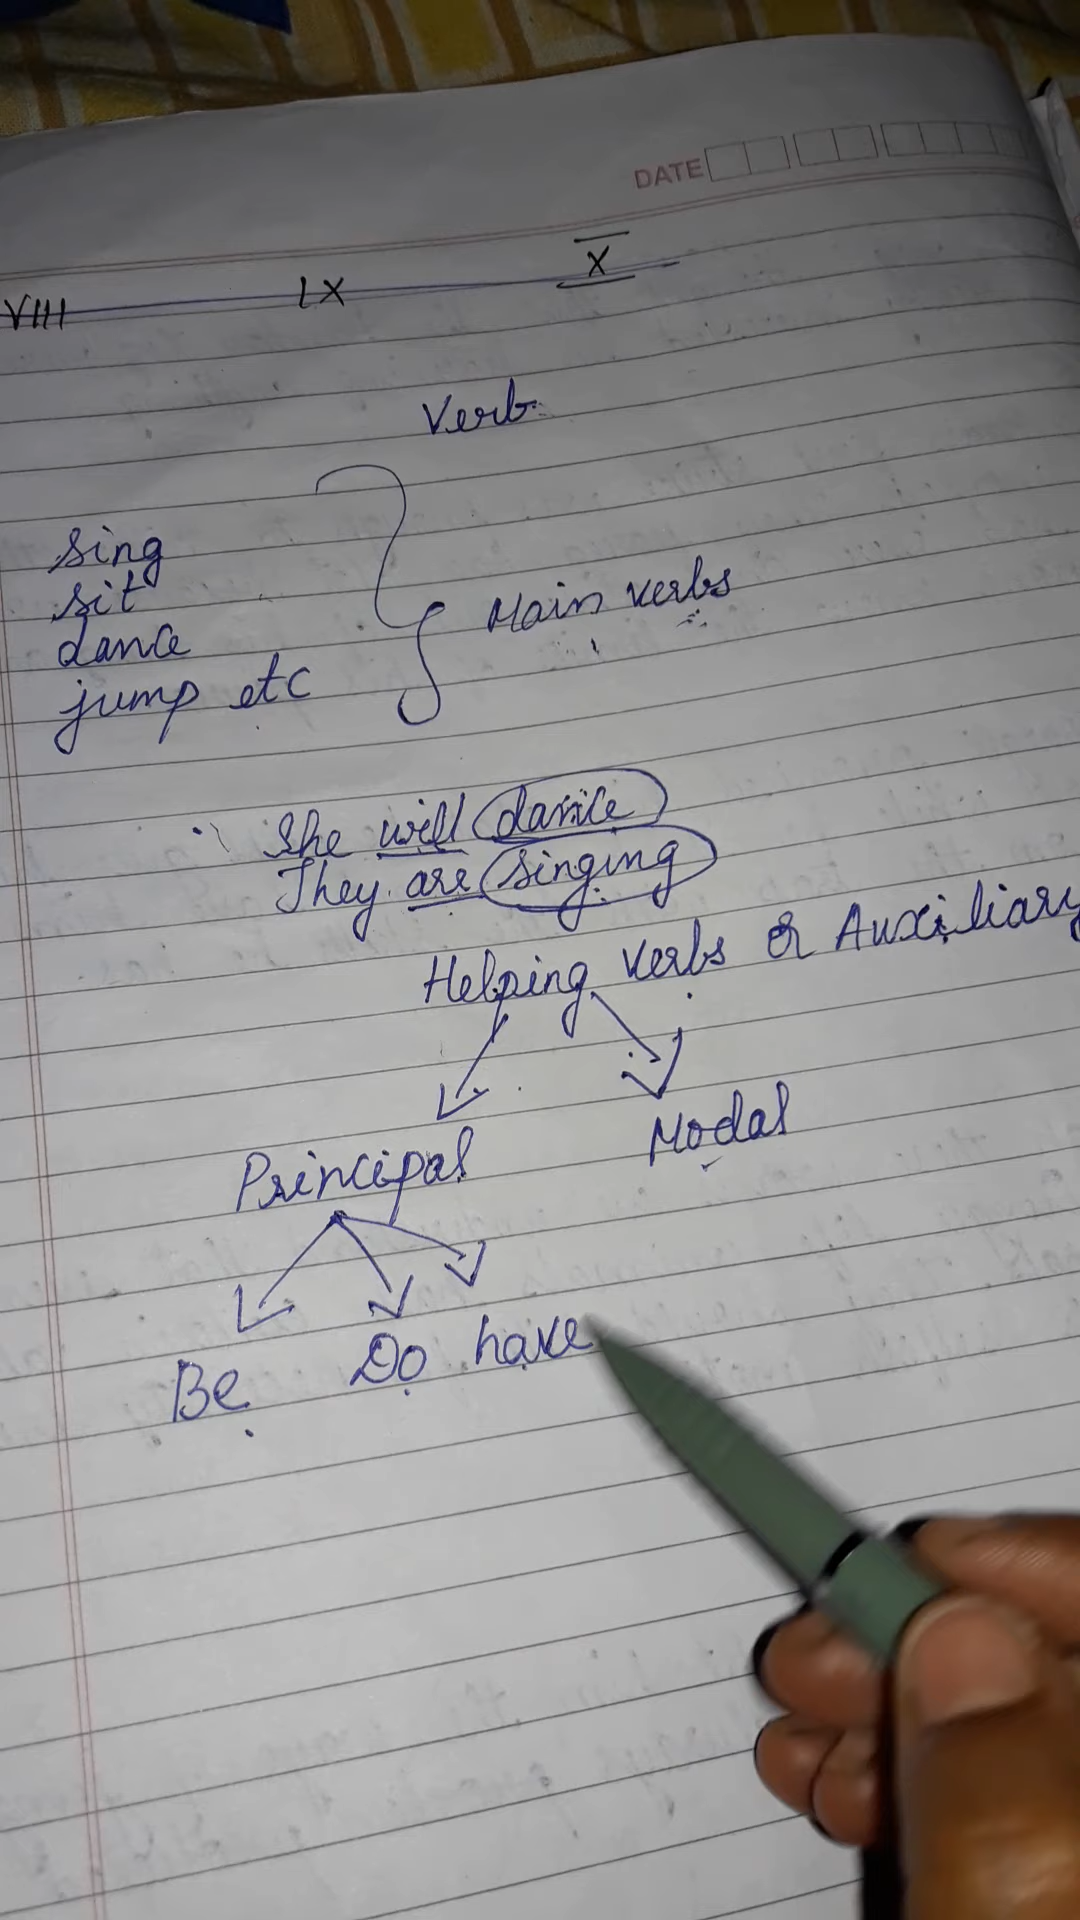 DATE
VIII IX X
Verb
sing
sit
dance
jump etc
Main verbs
She will dance
They are singing
Helping verbs or Auxiliary
Principal Modal
Be Do have